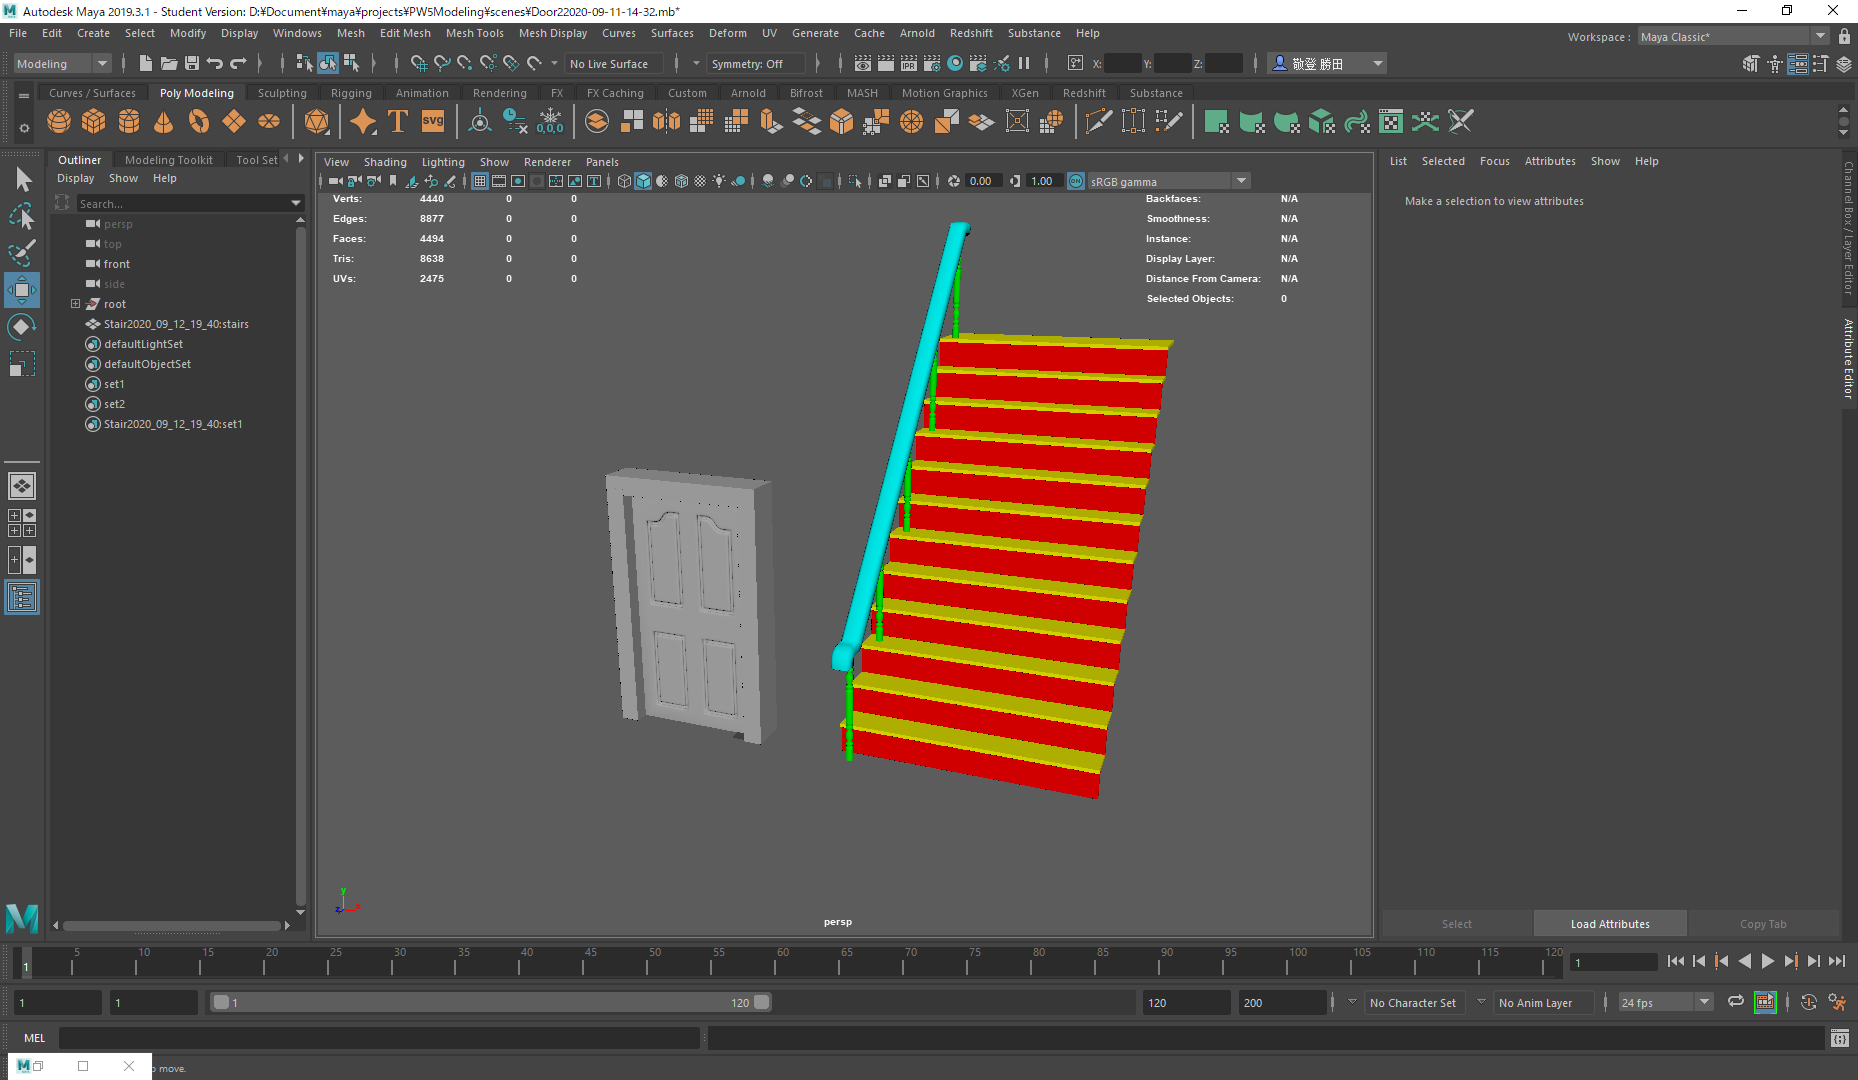 Autodesk Maya 2019.3.1 - Student Version: D:¥Document¥maya¥projects¥PW5Modeling¥scenes¥Door22020-09-11-14-32.mb*
File Edit Create Select Modify Display Windows Mesh Edit Mesh Mesh Tools Mesh Display Curves Surfaces Deform UV Generate Cache Arnold Redshift Substance Help
Workspace : Maya Classic*
Modeling No Live Surface Symmetry: Off X: Y: Z: 敬登 勝田
Curves / Surfaces Poly Modeling Sculpting Rigging Animation Rendering FX FX Caching Custom Arnold Bifrost MASH Motion Graphics XGen Redshift Substance
T svg 0,0,0
Outliner Modeling Toolkit Tool Set
Display Show Help
Search...
persp
top
front
side
root
Stair2020_09_12_19_40:stairs
defaultLightSet
defaultObjectSet
set1
set2
Stair2020_09_12_19_40:set1
View Shading Lighting Show Renderer Panels
0.00 1.00 ON sRGB gamma
Verts: 4440 0 0
Edges: 8877 0 0
Faces: 4494 0 0
Tris: 8638 0 0
UVs: 2475 0 0
Backfaces: N/A
Smoothness: N/A
Instance: N/A
Display Layer: N/A
Distance From Camera: N/A
Selected Objects: 0
y
z x
persp
List Selected Focus Attributes Show Help
Make a selection to view attributes
Channel Box / Layer Editor
Attribute Editor
Select Load Attributes Copy Tab
1 5 10 15 20 25 30 35 40 45 50 55 60 65 70 75 80 85 90 95 100 105 110 115 120
1
1 1 1 120 120 200 No Character Set No Anim Layer 24 fps
MEL
move.